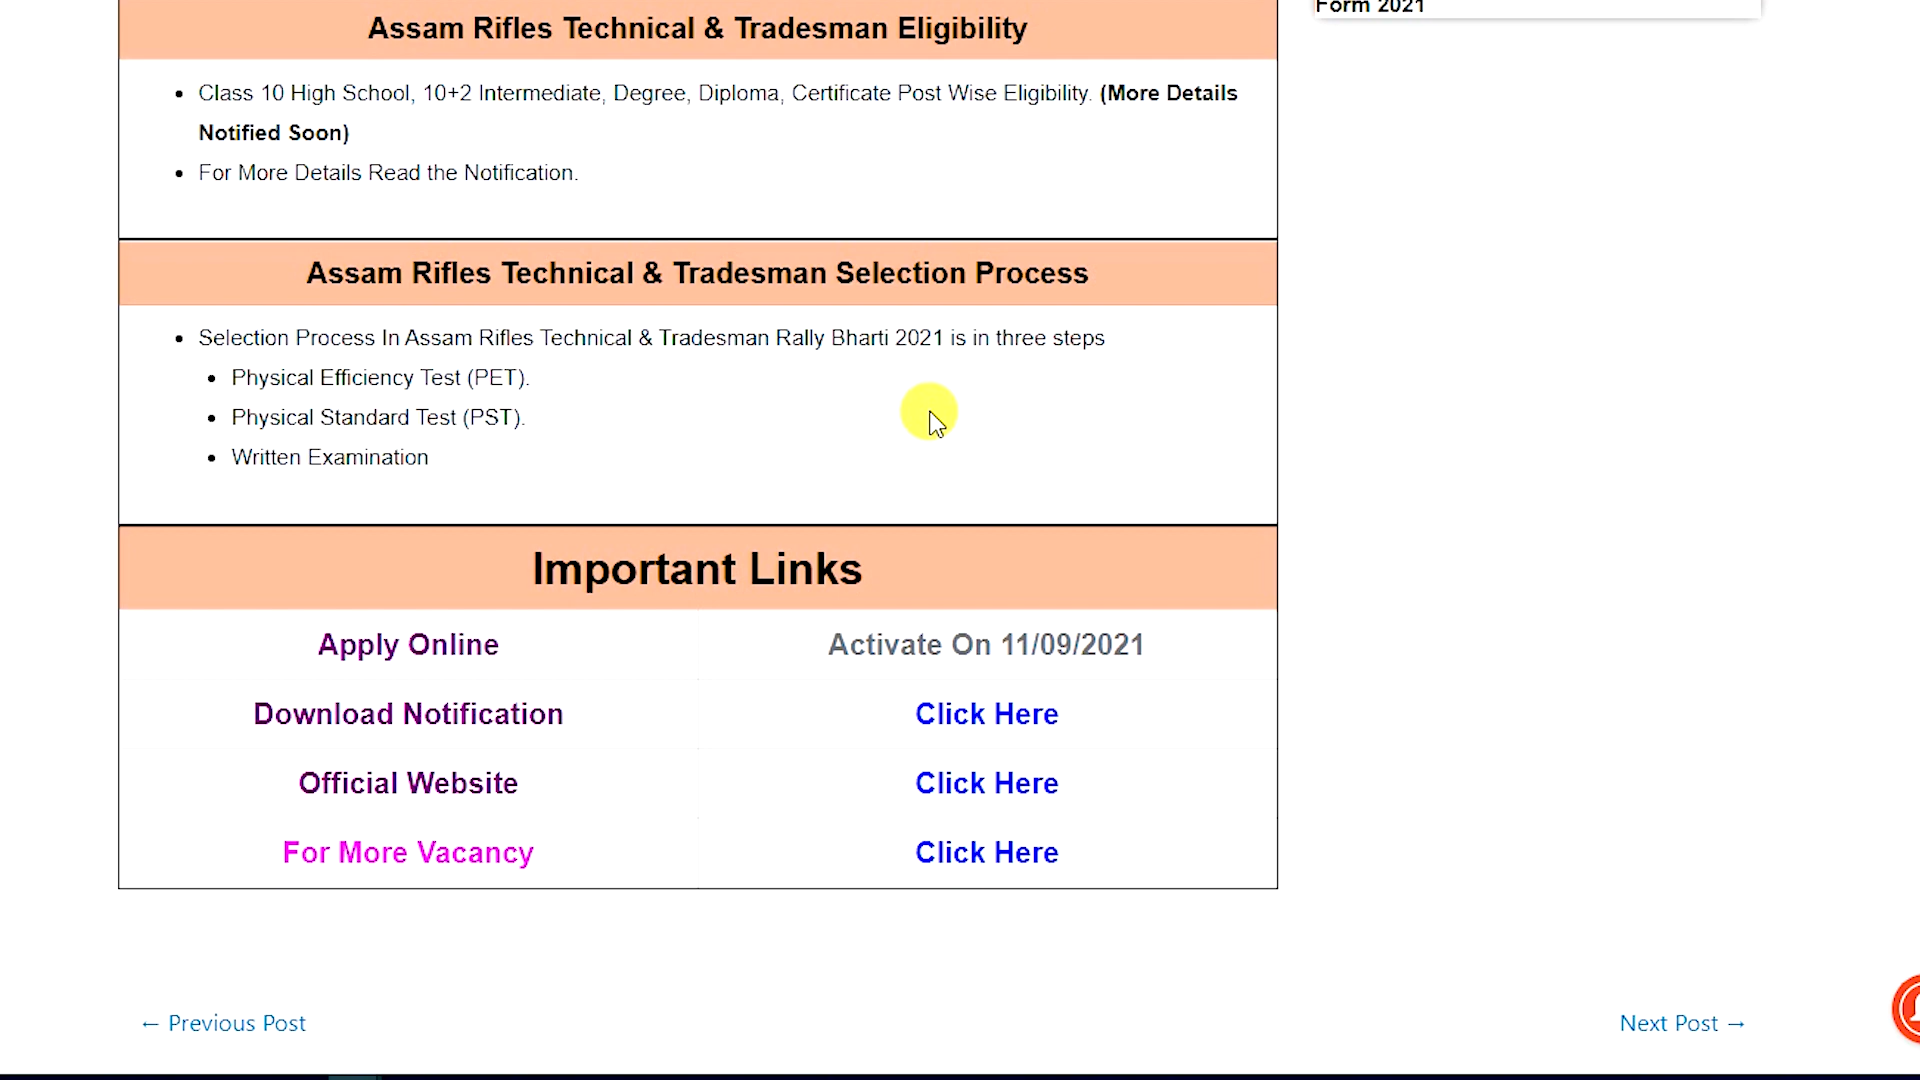 Form 2021
Assam Rifles Technical & Tradesman Eligibility
Class 10 High School, 10+2 Intermediate, Degree, Diploma, Certificate Post Wise Eligibility. (More Details
Notified Soon)
For More Details Read the Notification.
Assam Rifles Technical & Tradesman Selection Process
Selection Process In Assam Rifles Technical & Tradesman Rally Bharti 2021 is in three steps
Physical Efficiency Test (PET).
Physical Standard Test (PST).
Written Examination
Important Links
Apply Online Activate On 11/09/2021
Download Notification Click Here
Official Website Click Here
For More Vacancy Click Here
← Previous Post Next Post →